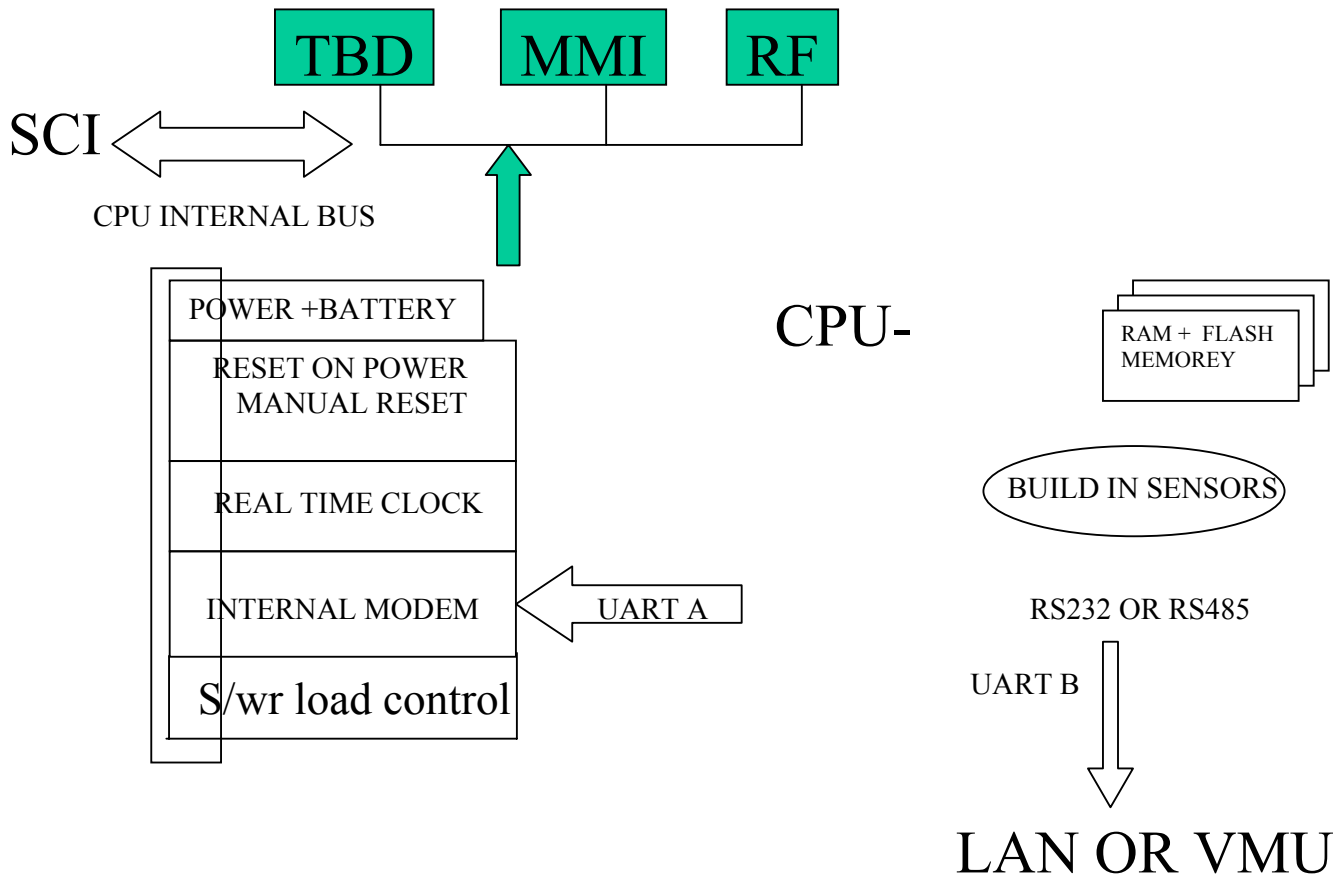 TBD
MMI
RF
SCI
CPU INTERNAL BUS
POWER +BATTERY
RESET ON POWER
MANUAL RESET
REAL TIME CLOCK
INTERNAL MODEM
UART A
S/wr load control
CPU-
RAM + FLASH
MEMOREY
BUILD IN SENSORS
RS232 OR RS485
UART B
LAN OR VMU